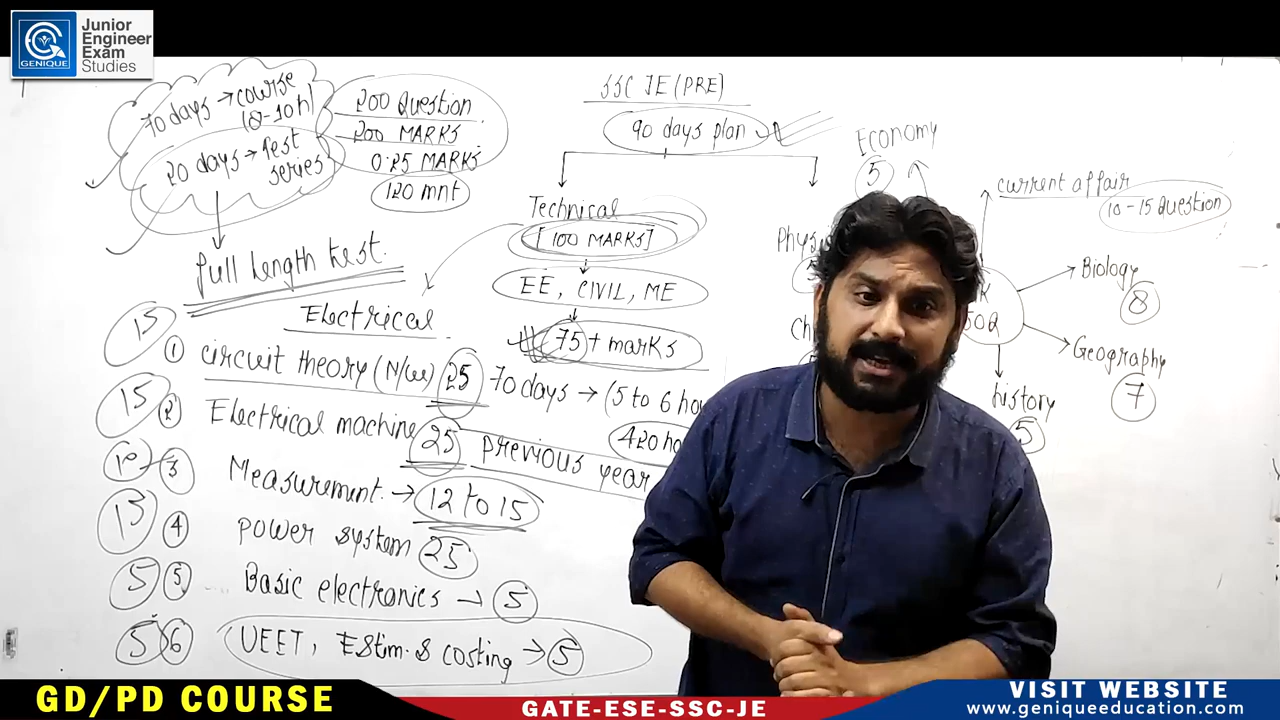 GENIQUE
Junior
Engineer
Exam
Studies
70 days → course
(8-10h)
20 days → Test
series
full length test.
200 Question
200 MARKS
0.25 MARKS
120 mnt
SSC JE (PRE)
90 days plan
Technical
[100 MARKS]
EE, CIVIL, ME
75+ marks
70 days → (5 to 6
Previous year
Electrical
15 1 circuit theory (N/w) 25
15 2 Electrical machine 25
10 3 Measurement → 12 to 15
15 4 power system 25
5 5 Basic electronics → 5
5 6 UEET, Estim. & costing → 5
Economy
5
current affair
10-15 Question
Biology
8
Geography
7
history
5
GD/PD COURSE
GATE-ESE-SSC-JE
VISIT WEBSITE
www.geniqueeducation.com